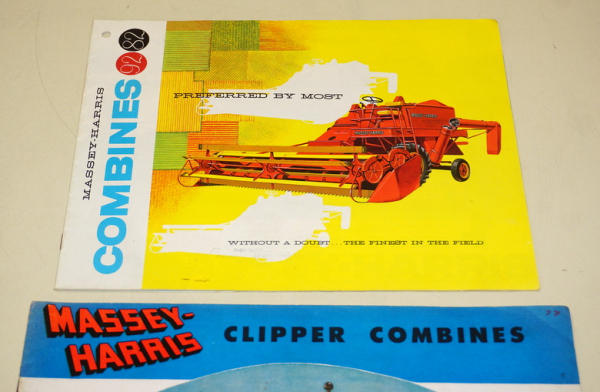 MASSEY-HARRIS
COMBINES
92 82
PREFERRED BY MOST
WITHOUT A DOUBT...THE FINEST IN THE FIELD
MASSEY-
HARRIS
CLIPPER COMBINES